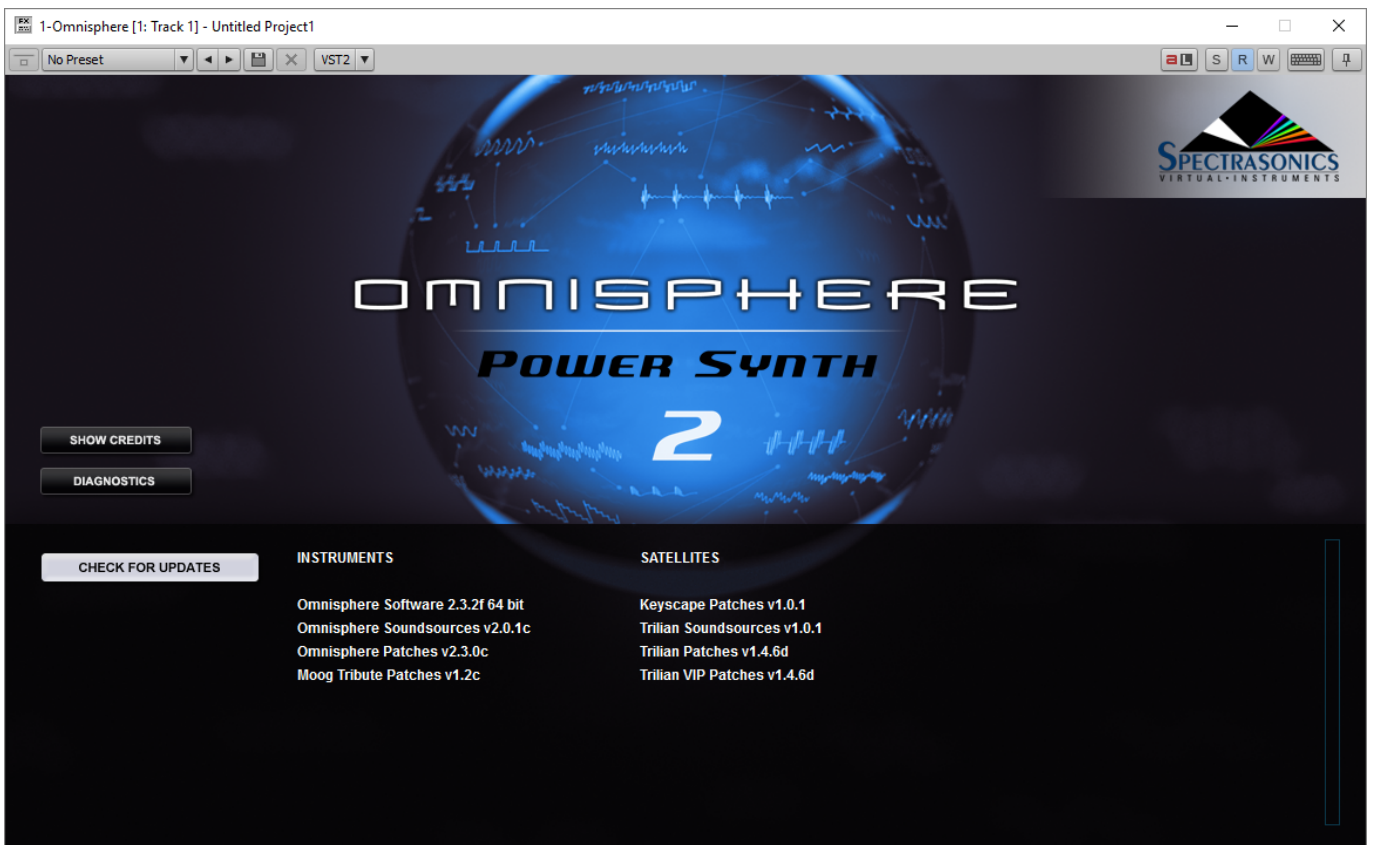 FX
1-Omnisphere [1: Track 1] - Untitled Project1
No Preset
VST2
S R W
SPECTRASONICS
VIRTUAL•INSTRUMENTS
OMNISPHERE
POWER SYNTH
2
SHOW CREDITS
DIAGNOSTICS
CHECK FOR UPDATES
INSTRUMENTS
Omnisphere Software 2.3.2f 64 bit
Omnisphere Soundsources v2.0.1c
Omnisphere Patches v2.3.0c
Moog Tribute Patches v1.2c
SATELLITES
Keyscape Patches v1.0.1
Trilian Soundsources v1.0.1
Trilian Patches v1.4.6d
Trilian VIP Patches v1.4.6d